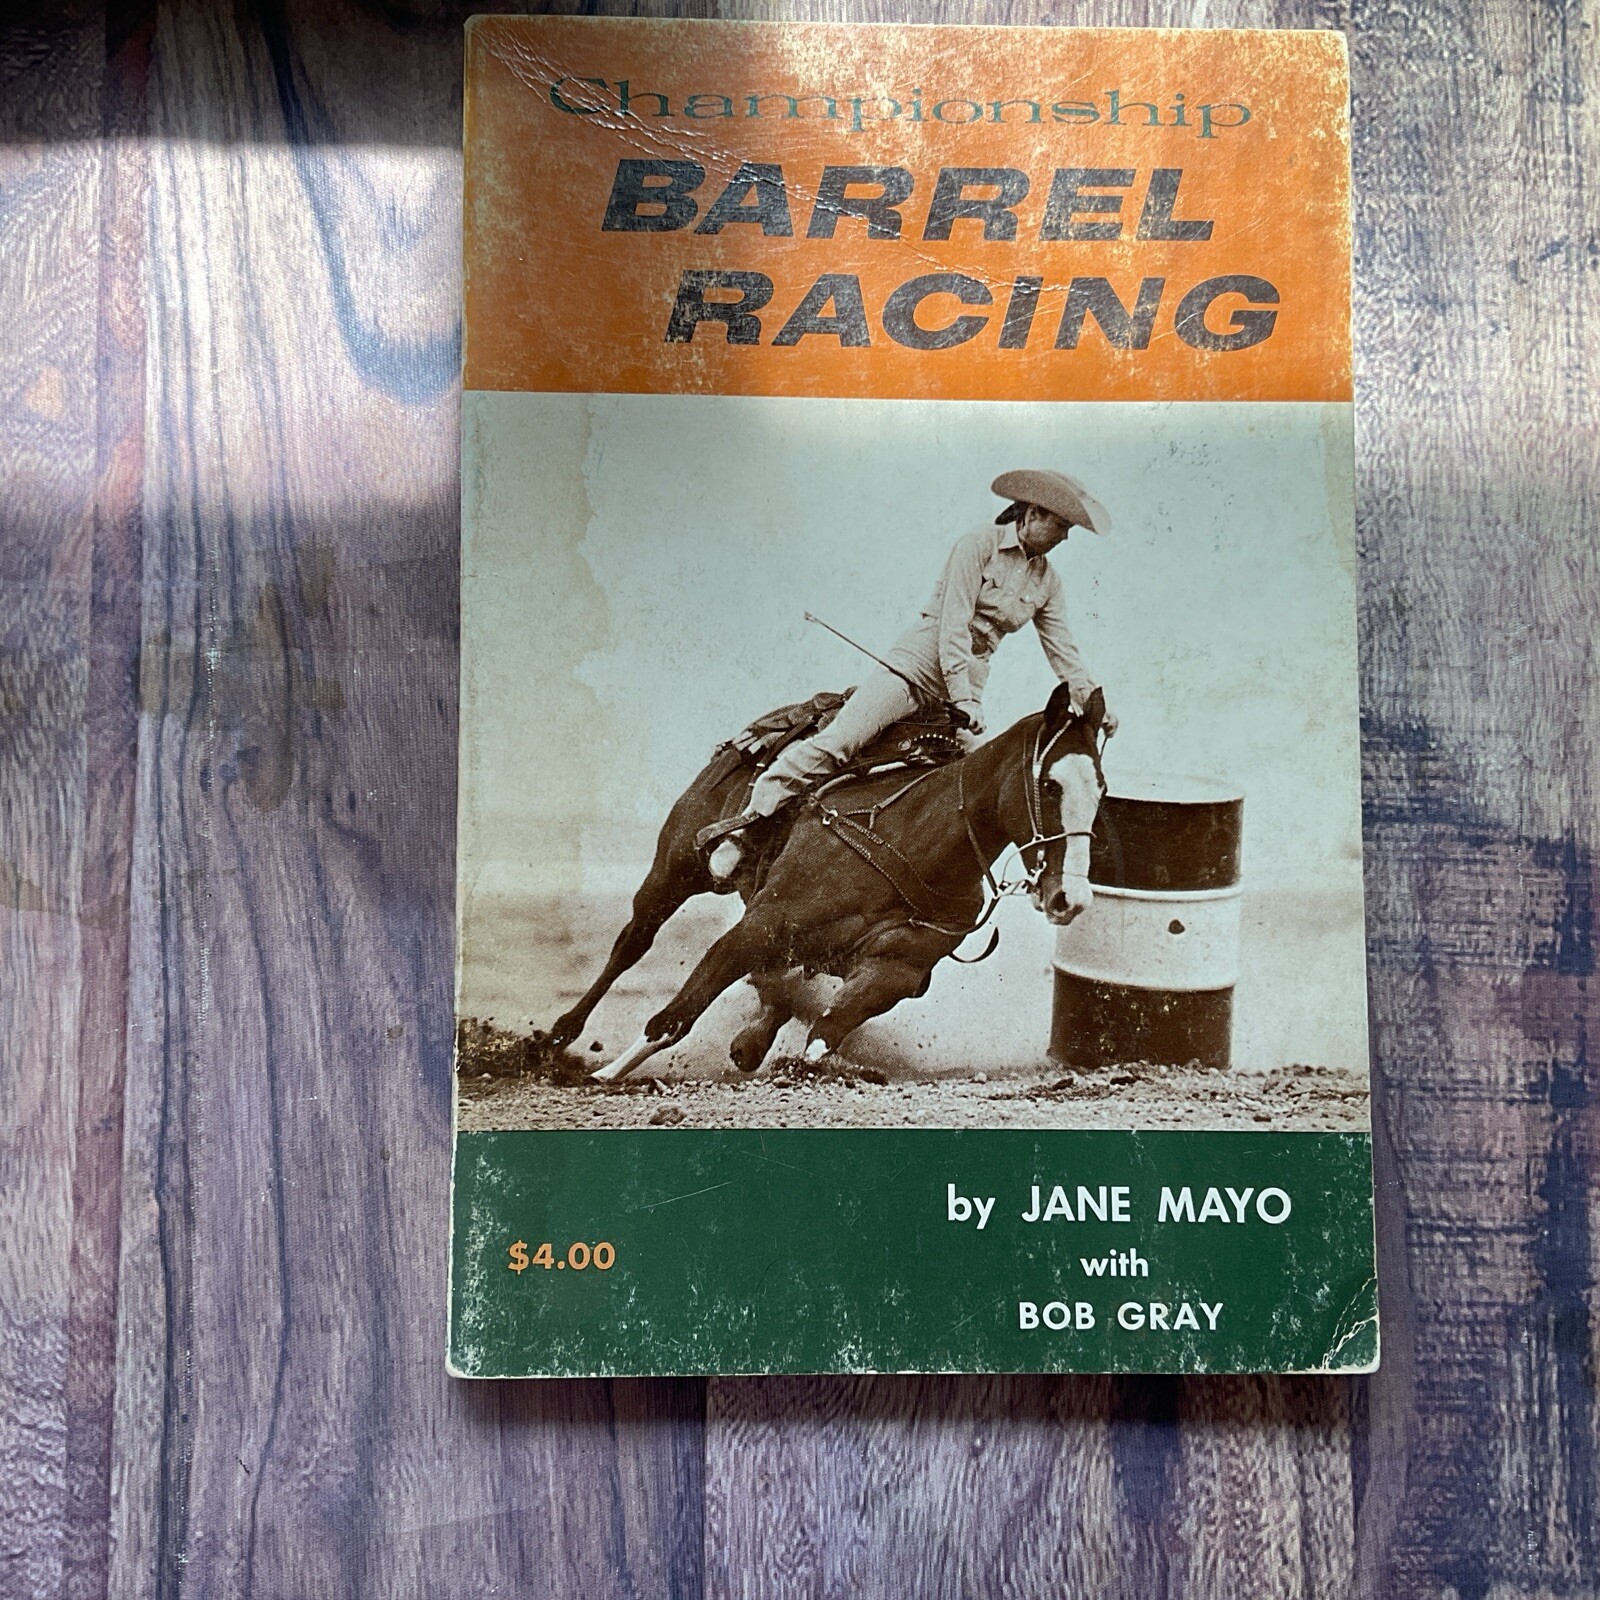 Championship
BARREL
RACING
by JANE MAYO
with
$4.00
BOB GRAY